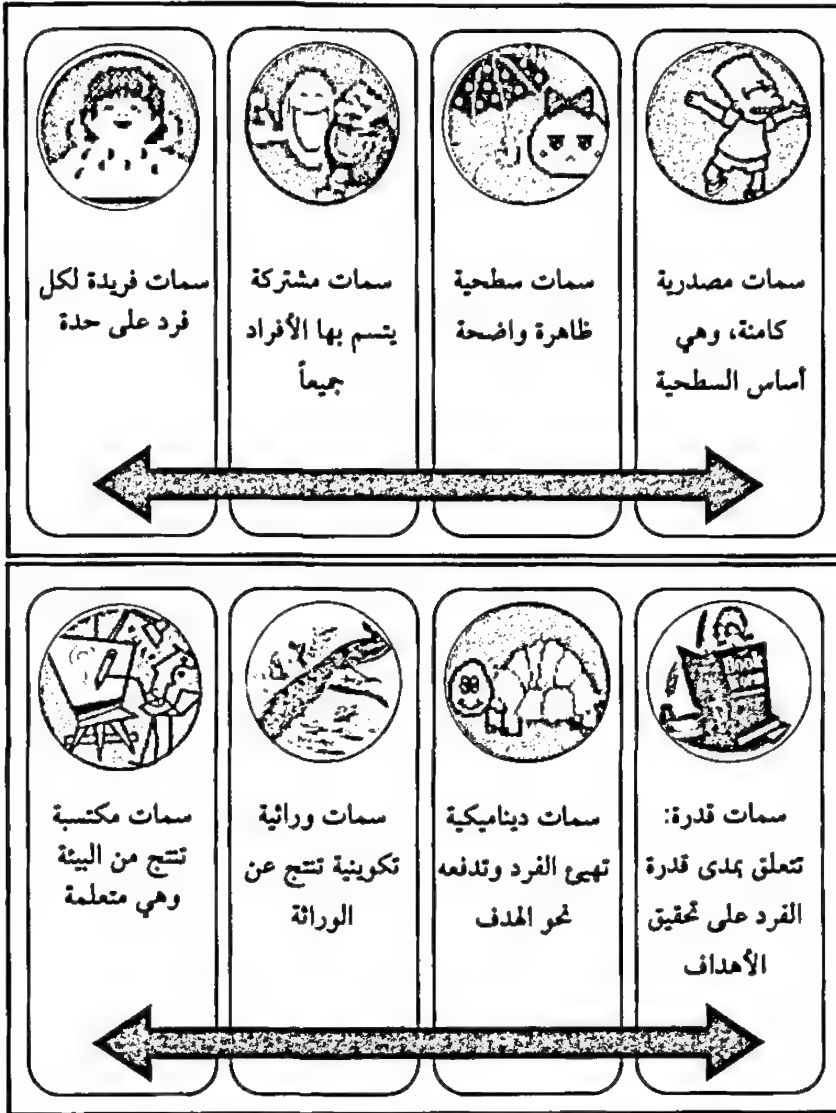 سمات مصدرية
كامنة، وهي
أساس السطحية
سمات سطحية
ظاهرة واضحة
سمات مشتركة
يتسم بها الأفراد
جميعاً
سمات فريدة لكل
فرد على حدة
سمات قدرة:
تتعلق بمدى قدرة
الفرد على تحقيق
الأهداف
سمات ديناميكية
تهيئ الفرد وتدفعه
نحو الهدف
سمات وراثية
تكوينية تنتج عن
الوراثة
سمات مكتسبة
تنتج من البيئة
وهي متعلمة
Book